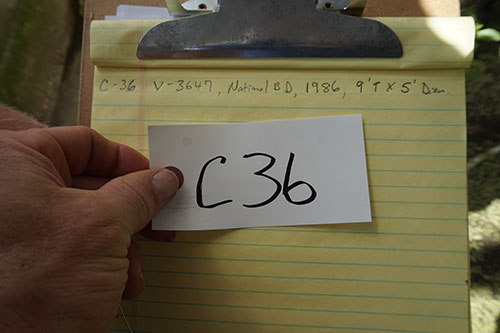 C-36 V-3647, National BD, 1986, 9'T X 5' Diam.
C36